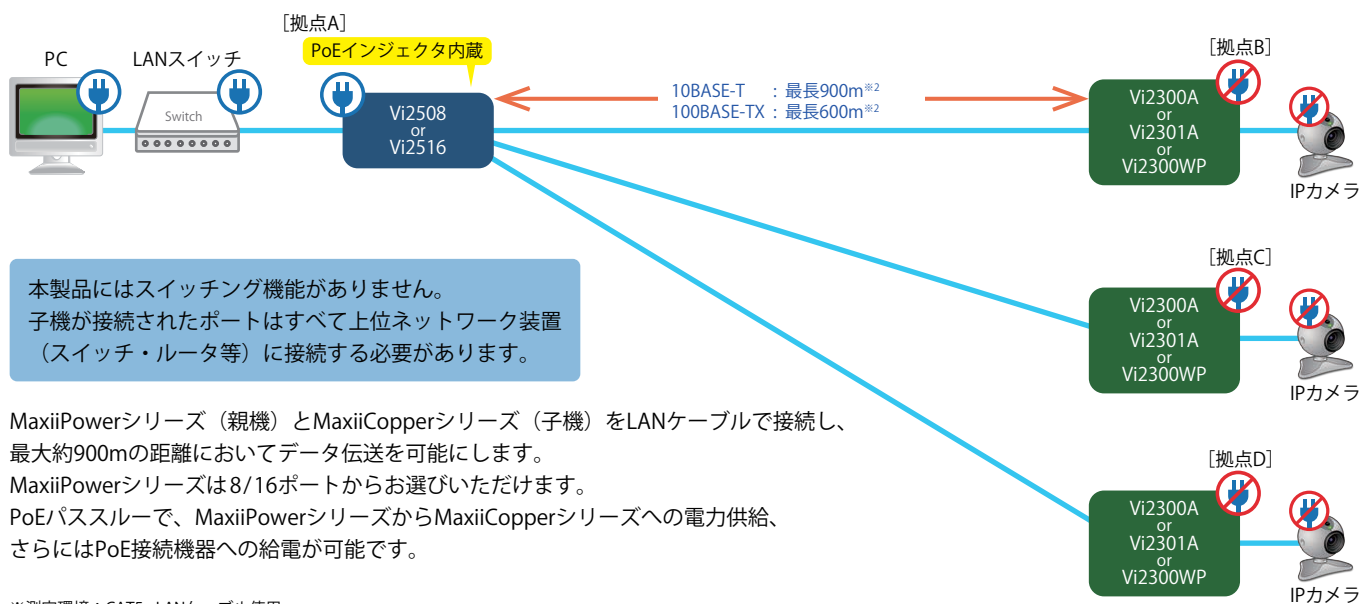 ［拠点A］
PoEインジェクタ内蔵
PC
LANスイッチ
Switch
Vi2508
or
Vi2516
10BASE-T ：最長900m※2
100BASE-TX：最長600m※2
［拠点B］
Vi2300A
or
Vi2301A
or
Vi2300WP
IPカメラ
［拠点C］
Vi2300A
or
Vi2301A
or
Vi2300WP
IPカメラ
［拠点D］
Vi2300A
or
Vi2301A
or
Vi2300WP
IPカメラ
本製品にはスイッチング機能がありません。
子機が接続されたポートはすべて上位ネットワーク装置
（スイッチ・ルータ等）に接続する必要があります。
MaxiiPowerシリーズ（親機）とMaxiiCopperシリーズ（子機）をLANケーブルで接続し、
最大約900mの距離においてデータ伝送を可能にします。
MaxiiPowerシリーズは8/16ポートからお選びいただけます。
PoEパススルーで、MaxiiPowerシリーズからMaxiiCopperシリーズへの電力供給、
さらにはPoE接続機器への給電が可能です。